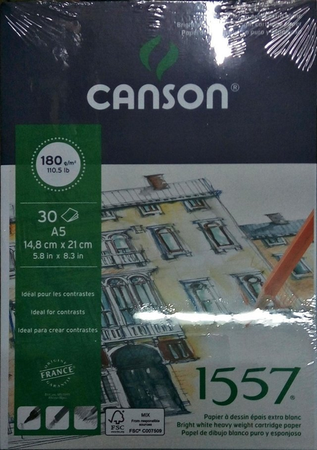 CANSON®
180 g/m²
110.5 lb
30
A5
14,8 cm x 21 cm
5.8 in x 8.3 in
Idéal pour les contrastes
Ideal for contrasts
Ideal para crear contrastes
FRANCE
1557®
Papier à dessin épais extra blanc
Bright white heavy weight cartridge paper
Papel de dibujo blanco puro y esponjoso
FSC
MIX
FSC® C007509